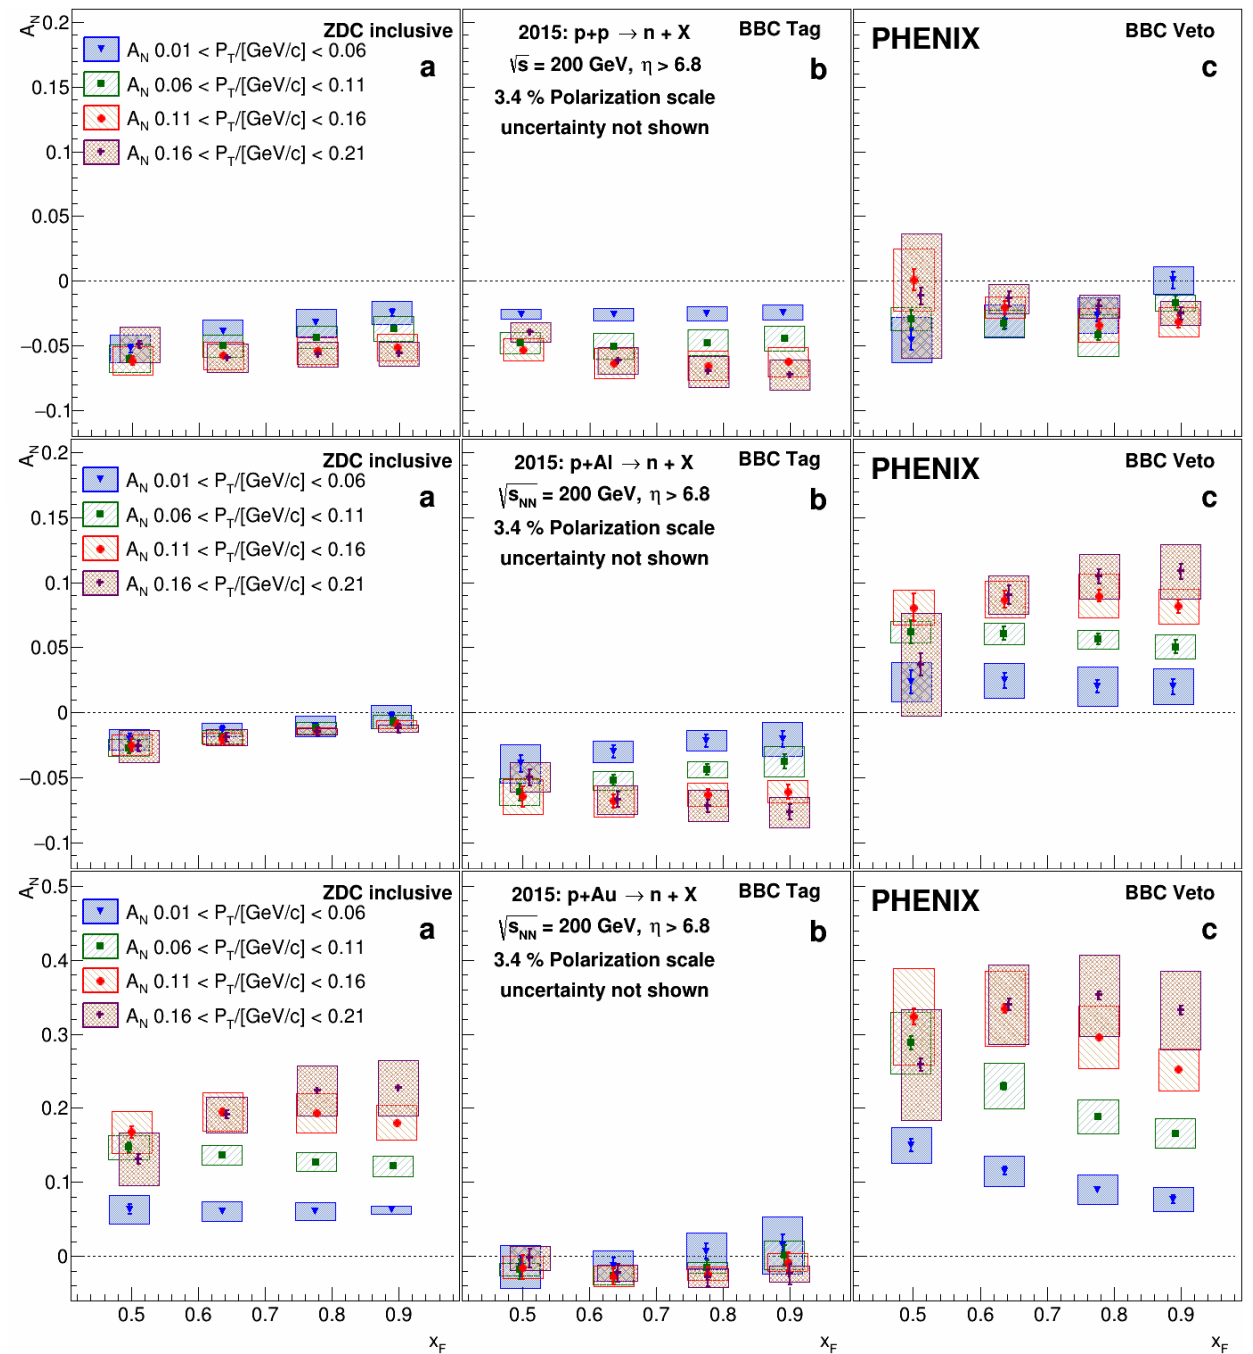 A_N
0.2
0.15
0.1
0.05
0
−0.05
−0.1
ZDC inclusive
A_N 0.01 < P_T/[GeV/c] < 0.06
a
A_N 0.06 < P_T/[GeV/c] < 0.11
A_N 0.11 < P_T/[GeV/c] < 0.16
A_N 0.16 < P_T/[GeV/c] < 0.21
2015: p+p → n + X
BBC Tag
√s = 200 GeV, η > 6.8
b
3.4 % Polarization scale
uncertainty not shown
PHENIX
BBC Veto
c
A_N
0.2
0.15
0.1
0.05
0
−0.05
−0.1
ZDC inclusive
A_N 0.01 < P_T/[GeV/c] < 0.06
a
A_N 0.06 < P_T/[GeV/c] < 0.11
A_N 0.11 < P_T/[GeV/c] < 0.16
A_N 0.16 < P_T/[GeV/c] < 0.21
2015: p+Al → n + X
BBC Tag
√s_NN = 200 GeV, η > 6.8
b
3.4 % Polarization scale
uncertainty not shown
PHENIX
BBC Veto
c
A_N
0.5
0.4
0.3
0.2
0.1
0
ZDC inclusive
A_N 0.01 < P_T/[GeV/c] < 0.06
a
A_N 0.06 < P_T/[GeV/c] < 0.11
A_N 0.11 < P_T/[GeV/c] < 0.16
A_N 0.16 < P_T/[GeV/c] < 0.21
2015: p+Au → n + X
BBC Tag
√s_NN = 200 GeV, η > 6.8
b
3.4 % Polarization scale
uncertainty not shown
PHENIX
BBC Veto
c
0.5 0.6 0.7 0.8 0.9
x_F
0.5 0.6 0.7 0.8 0.9
x_F
0.5 0.6 0.7 0.8 0.9
x_F